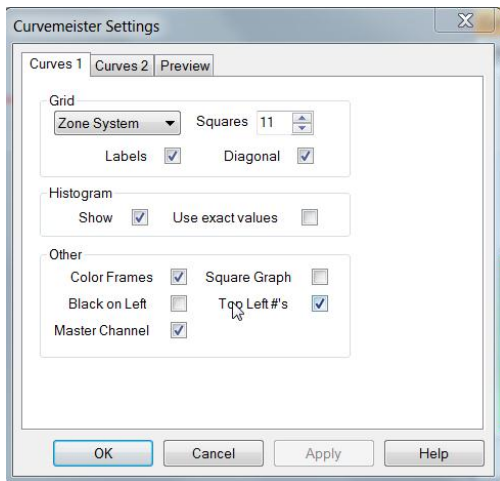 Curvemeister Settings
Curves 1 Curves 2 Preview
Grid
Zone System Squares 11
Labels Diagonal
Histogram
Show Use exact values
Other
Color Frames Square Graph
Black on Left Top Left #'s
Master Channel
OK Cancel Apply Help